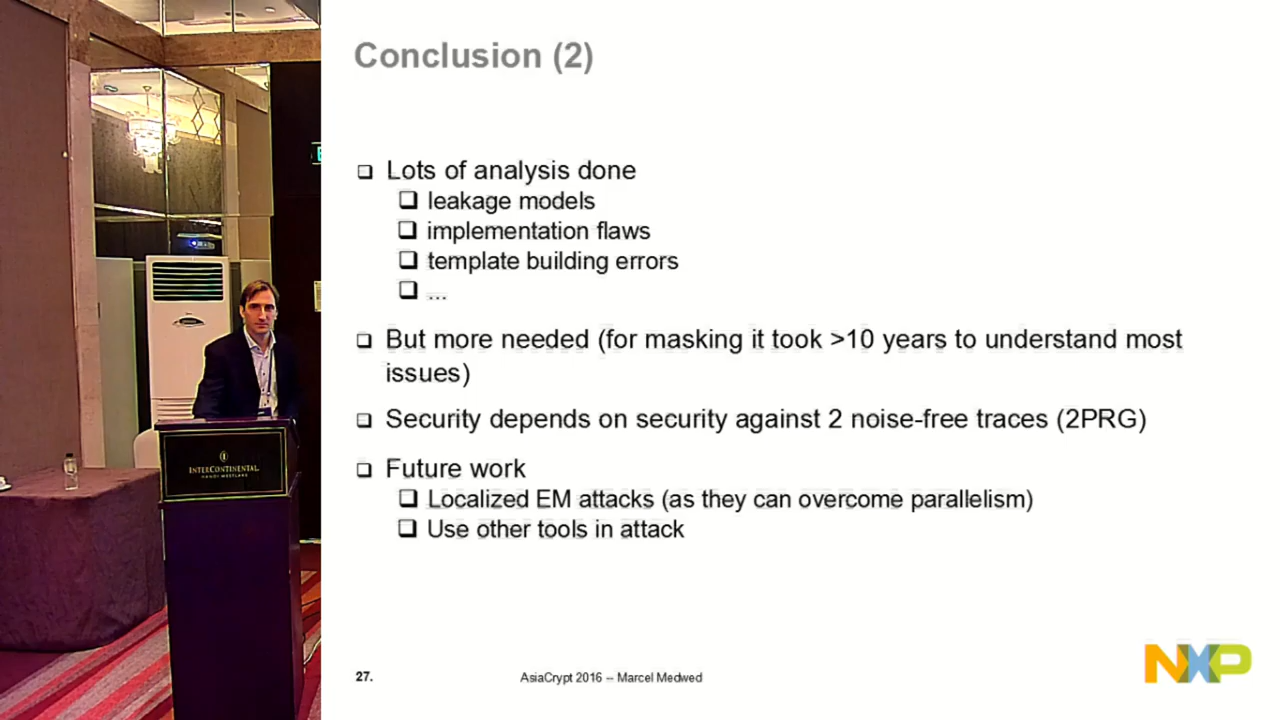 Conclusion (2)
Lots of analysis done
leakage models
implementation flaws
template building errors
...
But more needed (for masking it took >10 years to understand most
issues)
Security depends on security against 2 noise-free traces (2PRG)
Future work
Localized EM attacks (as they can overcome parallelism)
Use other tools in attack
27.
AsiaCrypt 2016 – Marcel Medwed
NXP
INTERCONTINENTAL
HANOI WESTLAKE